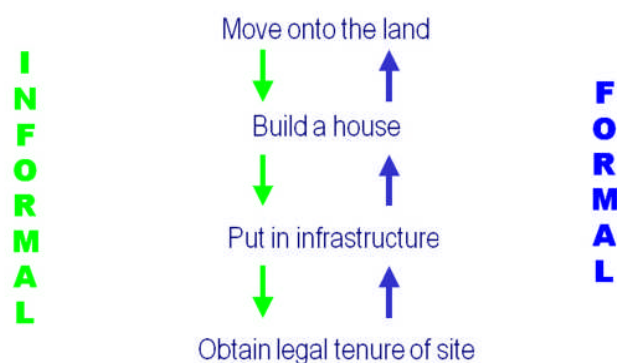 Move onto the land
INFORMAL
FORMAL
Build a house
Put in infrastructure
Obtain legal tenure of site